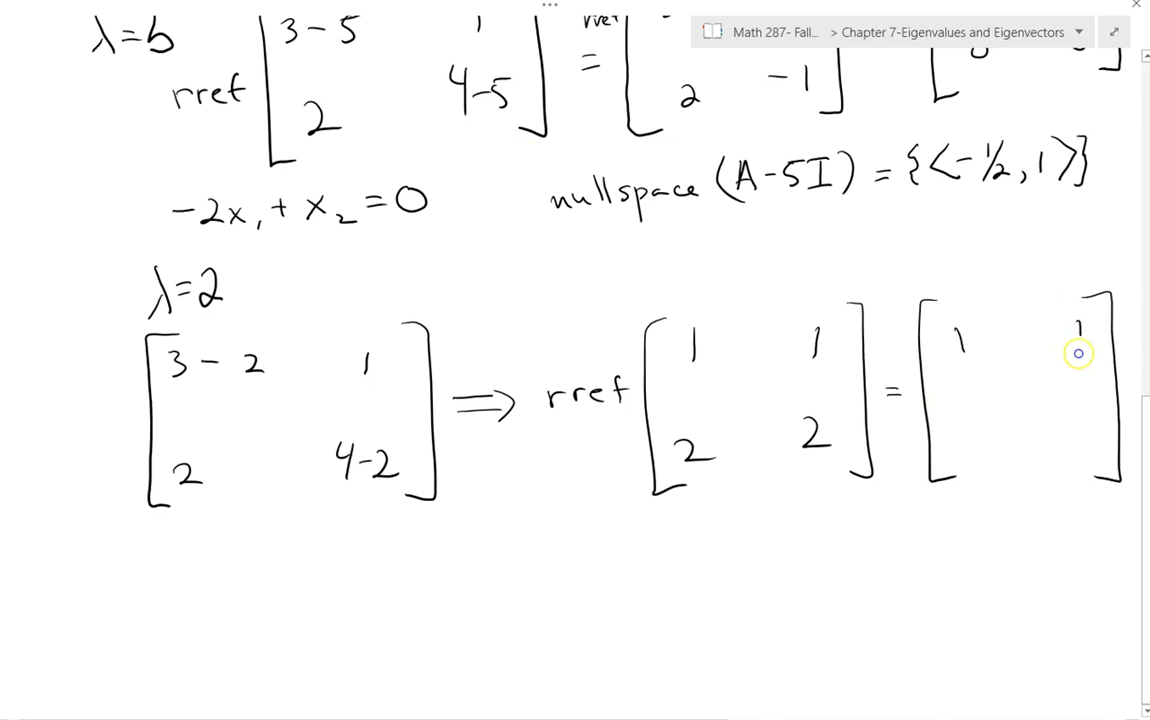 Math 287- Fall... > Chapter 7-Eigenvalues and Eigenvectors
λ=5 rref [3-5 1 = rref [
2 4-5] 2 -1] [0 ]
-2x₁ + x₂ = 0 nullspace (A-5I) = {<-½, 1>}
λ=2
[3-2 1 ⟹ rref [1 1 = [1 1
2 4-2] 2 2] ]